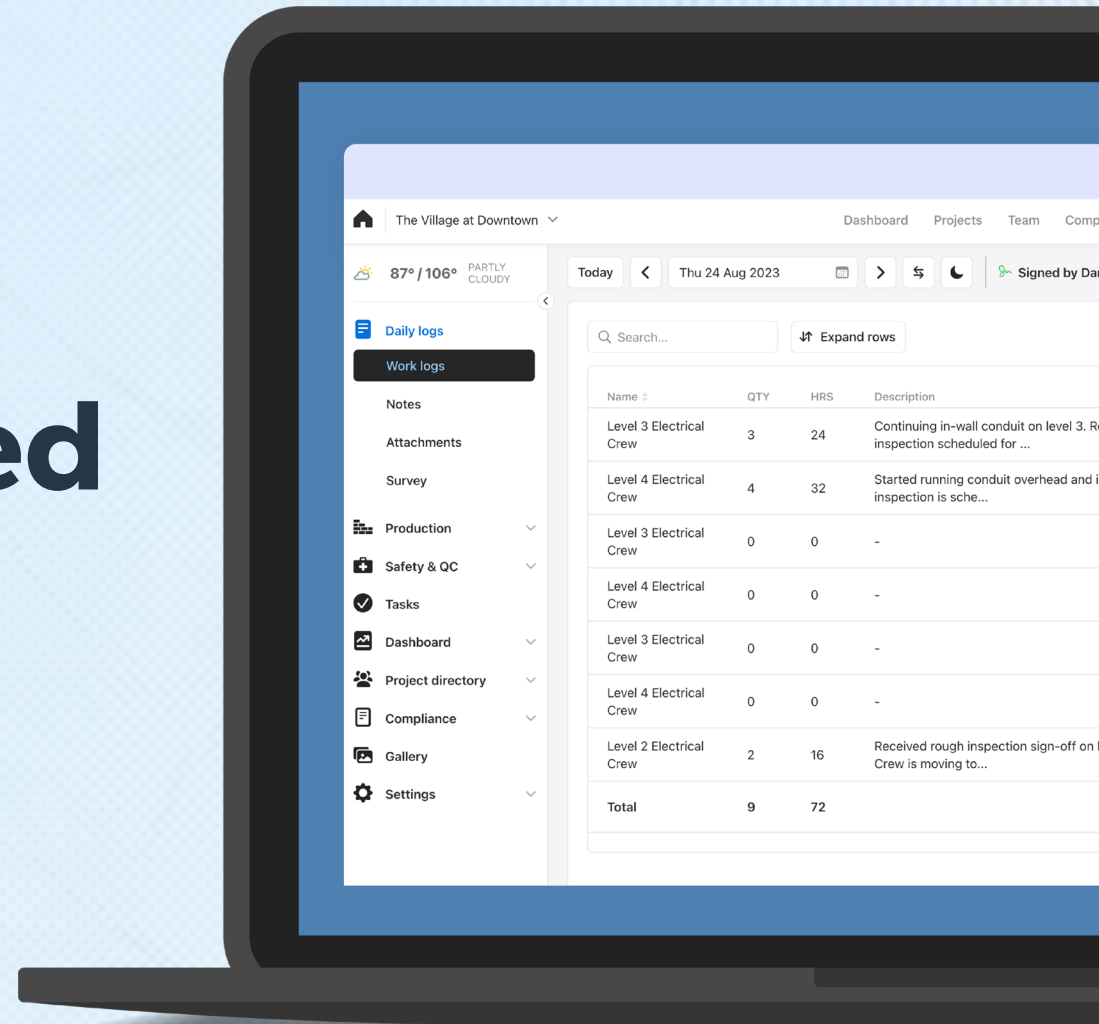 ed
The Village at Downtown
Dashboard Projects Team
87° / 106° PARTLY
CLOUDY
Today Thu 24 Aug 2023 Signed by
Daily logs
Work logs
Notes
Attachments
Survey
Production
Safety & QC
Tasks
Dashboard
Project directory
Compliance
Gallery
Settings
Search... Expand rows
Name QTY HRS Description
Level 3 Electrical
Crew
3 24
Continuing in-wall conduit on level 3.
inspection scheduled for ...
Level 4 Electrical
Crew
4 32
Started running conduit overhead and
inspection is sche...
Level 3 Electrical
Crew
0 0 -
Level 4 Electrical
Crew
0 0 -
Level 3 Electrical
Crew
0 0 -
Level 4 Electrical
Crew
0 0 -
Level 2 Electrical
Crew
2 16
Received rough inspection sign-off on
Crew is moving to...
Total 9 72